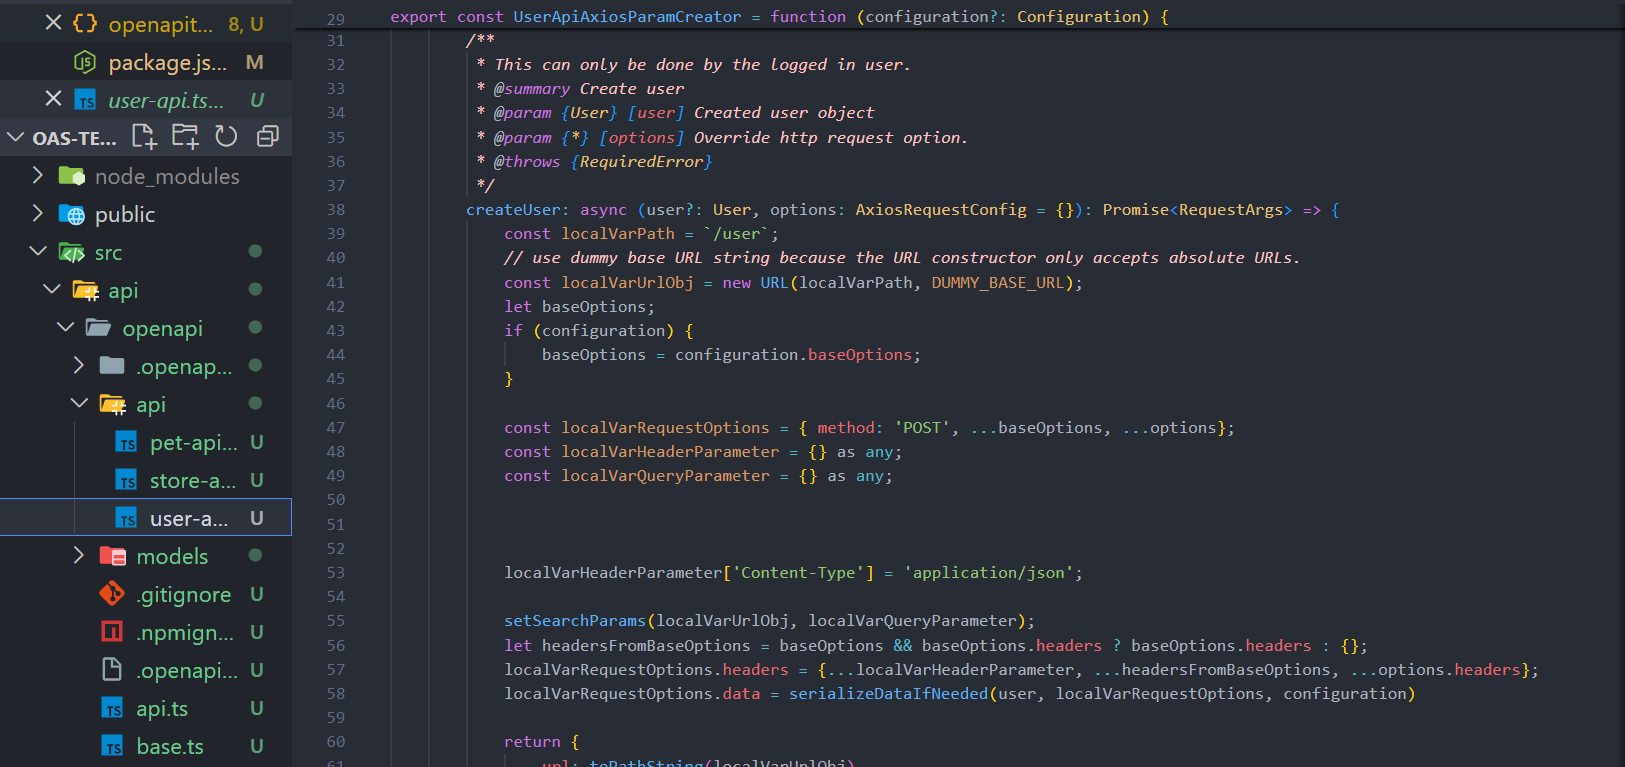 openapit... 8, U
package.js... M
user-api.ts... U
OAS-TE...
node_modules
public
src
api
openapi
.openap...
api
pet-api... U
store-a... U
user-a... U
models
.gitignore U
.npmign... U
.openapi... U
api.ts U
base.ts U
29 export const UserApiAxiosParamCreator = function (configuration?: Configuration) {
31 /**
32 * This can only be done by the logged in user.
33 * @summary Create user
34 * @param {User} [user] Created user object
35 * @param {*} [options] Override http request option.
36 * @throws {RequiredError}
37 */
38 createUser: async (user?: User, options: AxiosRequestConfig = {}): Promise<RequestArgs> => {
39 const localVarPath = `/user`;
40 // use dummy base URL string because the URL constructor only accepts absolute URLs.
41 const localVarUrlObj = new URL(localVarPath, DUMMY_BASE_URL);
42 let baseOptions;
43 if (configuration) {
44 baseOptions = configuration.baseOptions;
45 }
46
47 const localVarRequestOptions = { method: 'POST', ...baseOptions, ...options};
48 const localVarHeaderParameter = {} as any;
49 const localVarQueryParameter = {} as any;
50
51
52
53 localVarHeaderParameter['Content-Type'] = 'application/json';
54
55 setSearchParams(localVarUrlObj, localVarQueryParameter);
56 let headersFromBaseOptions = baseOptions && baseOptions.headers ? baseOptions.headers : {};
57 localVarRequestOptions.headers = {...localVarHeaderParameter, ...headersFromBaseOptions, ...options.headers};
58 localVarRequestOptions.data = serializeDataIfNeeded(user, localVarRequestOptions, configuration)
59
60 return {
61 url: toPathString(localVarUrlObj)